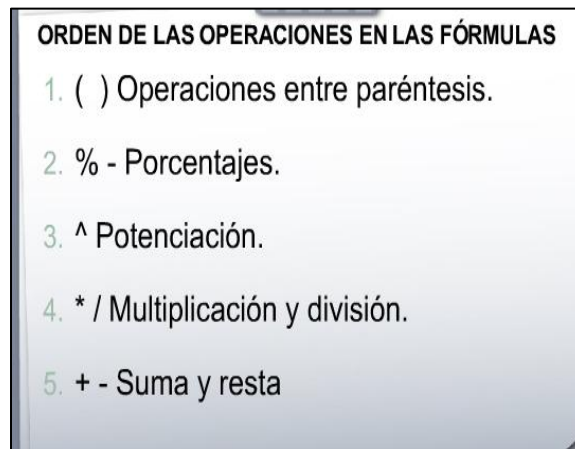 ORDEN DE LAS OPERACIONES EN LAS FÓRMULAS
1. ( ) Operaciones entre paréntesis.
2. % - Porcentajes.
3. ^ Potenciación.
4. * / Multiplicación y división.
5. + - Suma y resta